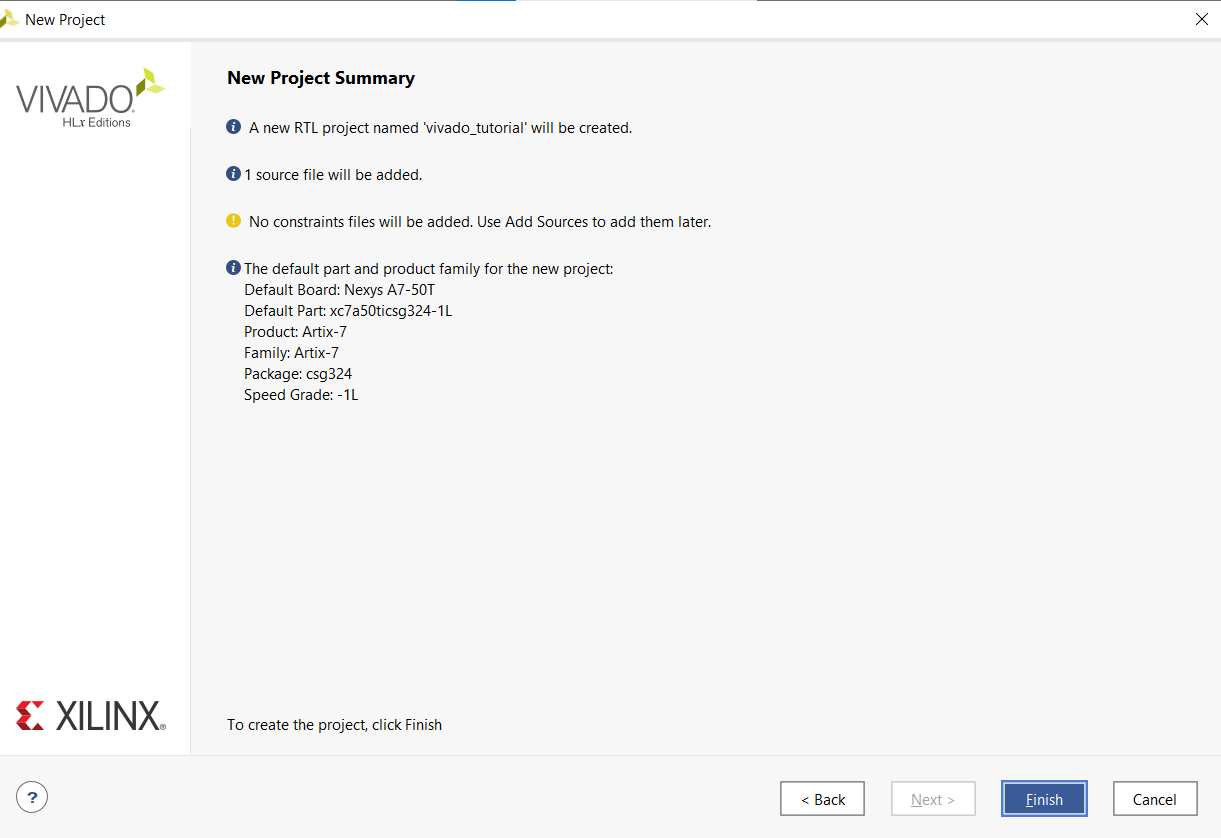 New Project
VIVADO
HLx Editions
New Project Summary
A new RTL project named 'vivado_tutorial' will be created.
1 source file will be added.
No constraints files will be added. Use Add Sources to add them later.
The default part and product family for the new project:
Default Board: Nexys A7-50T
Default Part: xc7a50ticsg324-1L
Product: Artix-7
Family: Artix-7
Package: csg324
Speed Grade: -1L
XILINX®
To create the project, click Finish
?
< Back
Next >
Finish
Cancel